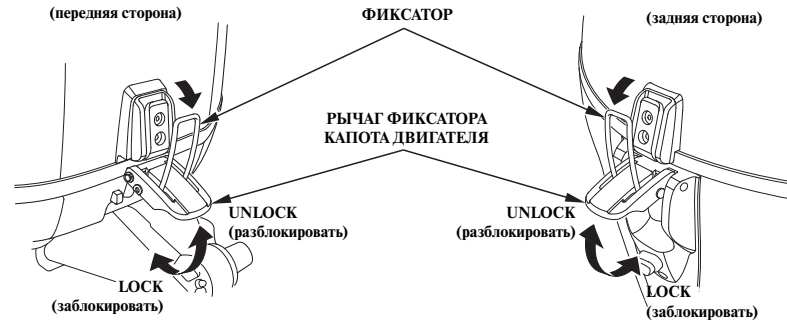 (передняя сторона)
ФИКСАТОР
(задняя сторона)
РЫЧАГ ФИКСАТОРА
КАПОТА ДВИГАТЕЛЯ
UNLOCK
(разблокировать)
UNLOCK
(разблокировать)
LOCK
(заблокировать)
LOCK
(заблокировать)